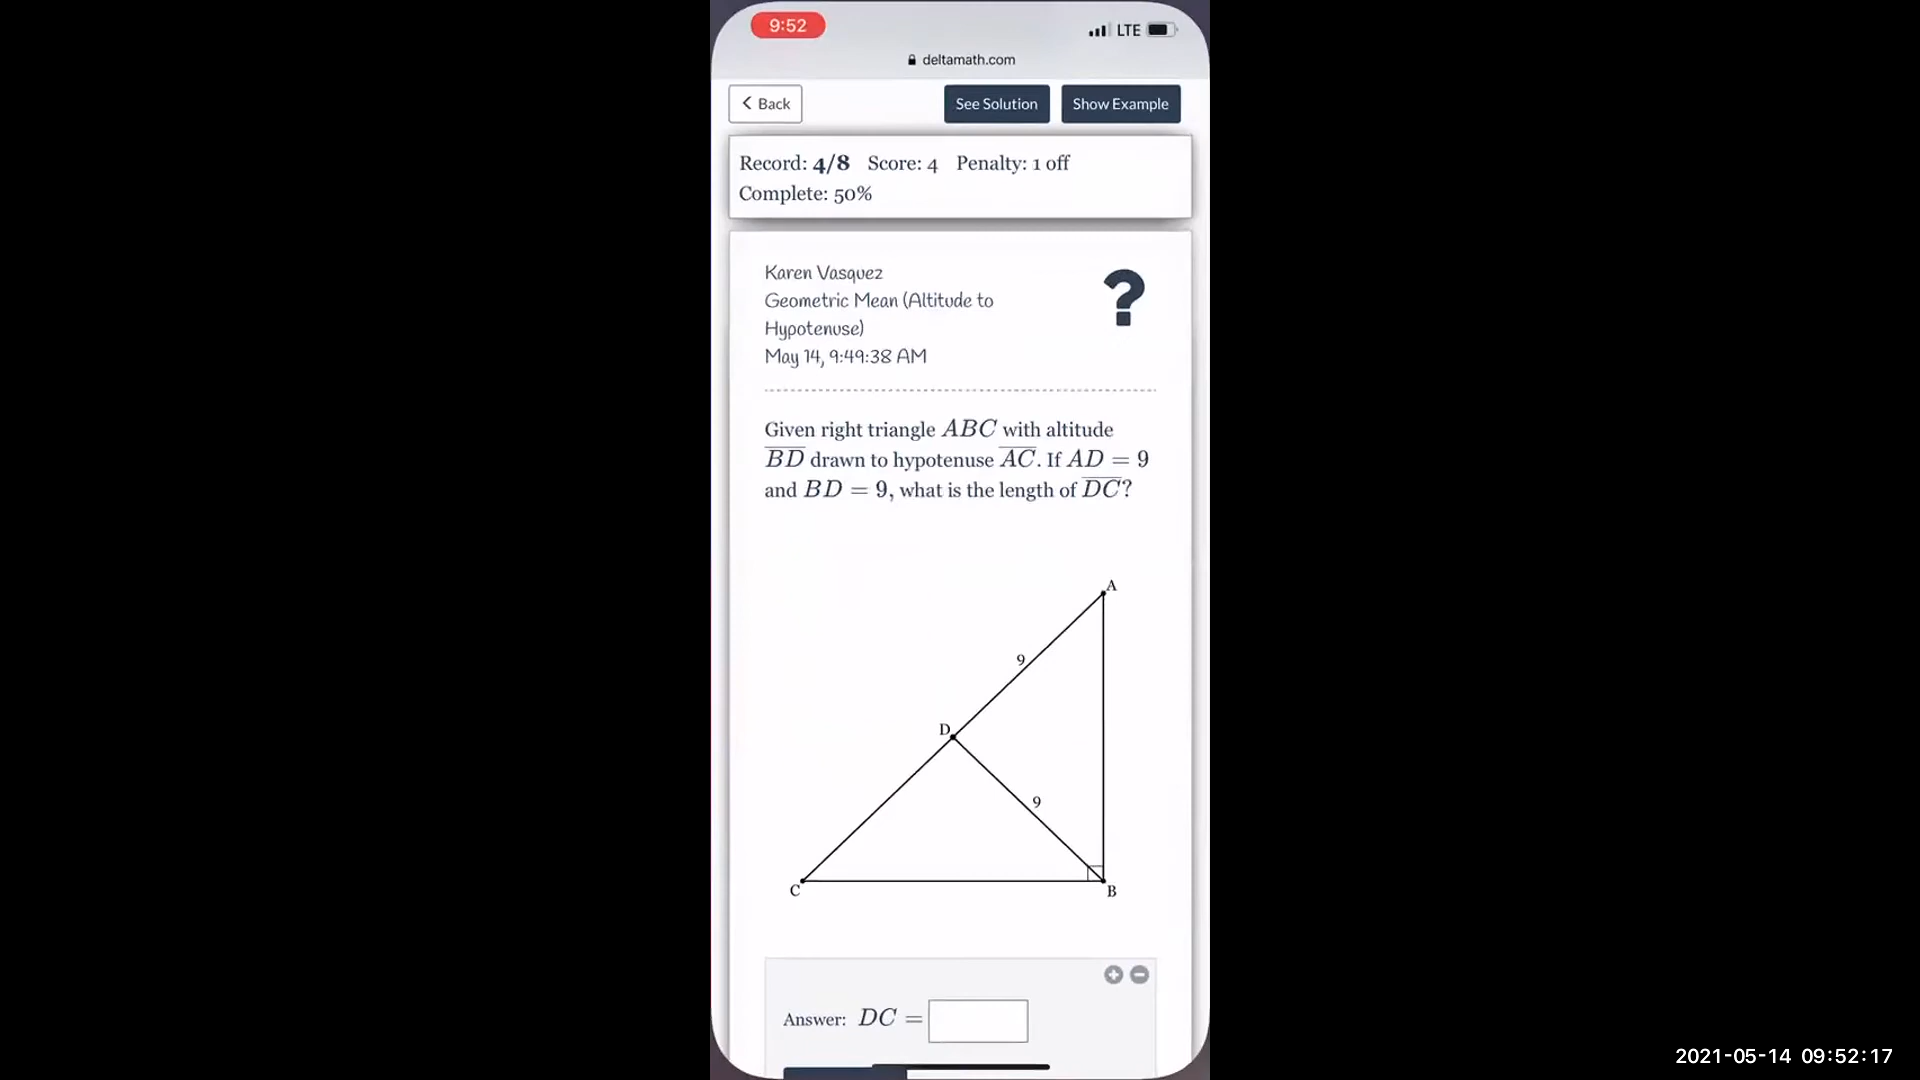 9:52
LTE
deltamath.com
Back
See Solution
Show Example
Record: 4/8 Score: 4 Penalty: 1 off
Complete: 50%
Karen Vasquez
Geometric Mean (Altitude to
Hypotenuse)
May 14, 9:49:38 AM
?
Given right triangle ABC with altitude
BD drawn to hypotenuse AC. If AD = 9
and BD = 9, what is the length of DC?
A
9
D
9
C
B
Answer: DC =
2021-05-14 09:52:17